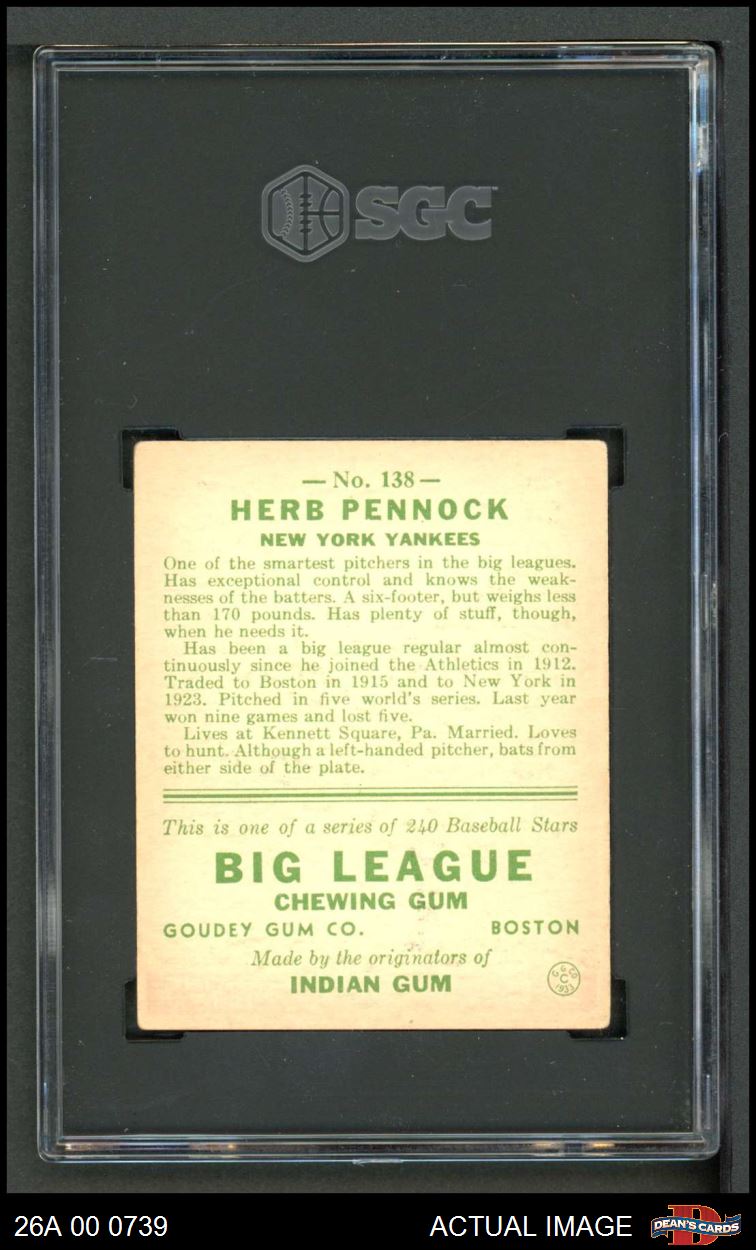 SGC
— No. 138 —
HERB PENNOCK
NEW YORK YANKEES
One of the smartest pitchers in the big leagues.
Has exceptional control and knows the weak-
nesses of the batters. A six-footer, but weighs less
than 170 pounds. Has plenty of stuff, though,
when he needs it.
Has been a big league regular almost con-
tinuously since he joined the Athletics in 1912.
Traded to Boston in 1915 and to New York in
1923. Pitched in five world's series. Last year
won nine games and lost five.
Lives at Kennett Square, Pa. Married. Loves
to hunt. Although a left-handed pitcher, bats from
either side of the plate.
This is one of a series of 240 Baseball Stars
BIG LEAGUE
CHEWING GUM
GOUDEY GUM CO. BOSTON
Made by the originators of
INDIAN GUM
G. G. CO.
C
1933
26A 00 0739 ACTUAL IMAGE
D
DEAN'S CARDS